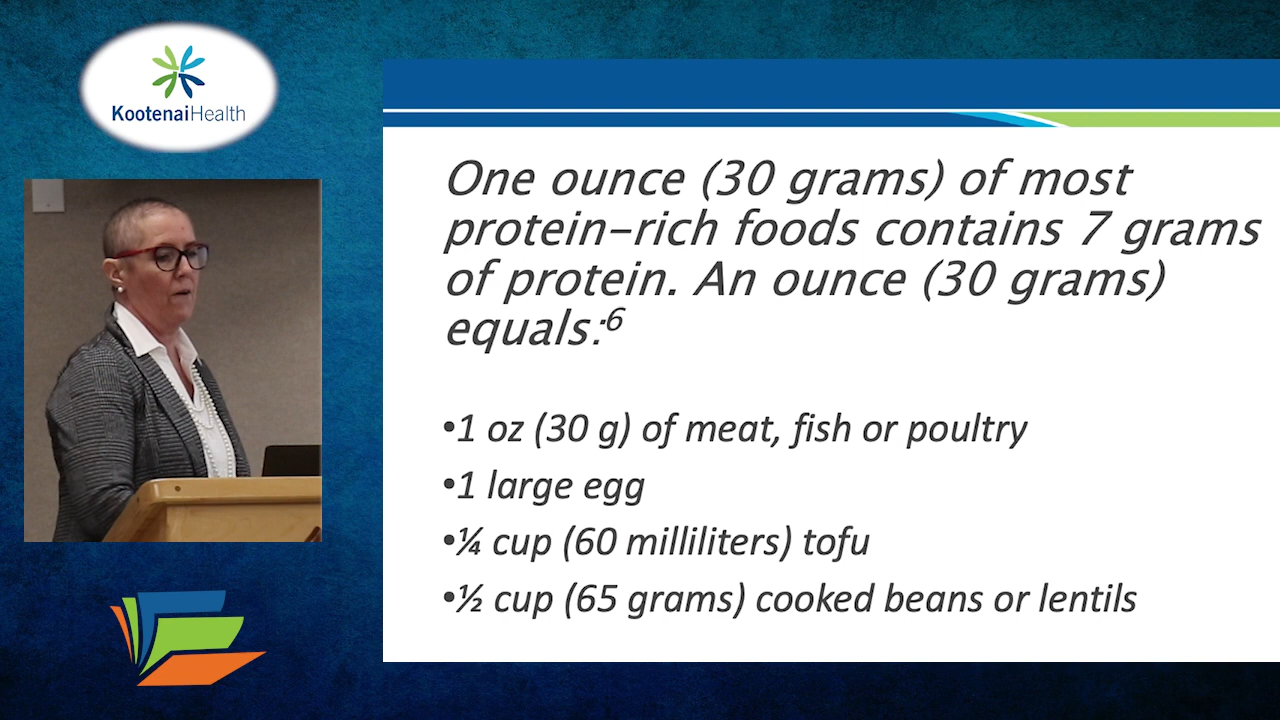 KootenaiHealth
One ounce (30 grams) of most
protein-rich foods contains 7 grams
of protein. An ounce (30 grams)
equals:⁶
•1 oz (30 g) of meat, fish or poultry
•1 large egg
•¼ cup (60 milliliters) tofu
•½ cup (65 grams) cooked beans or lentils